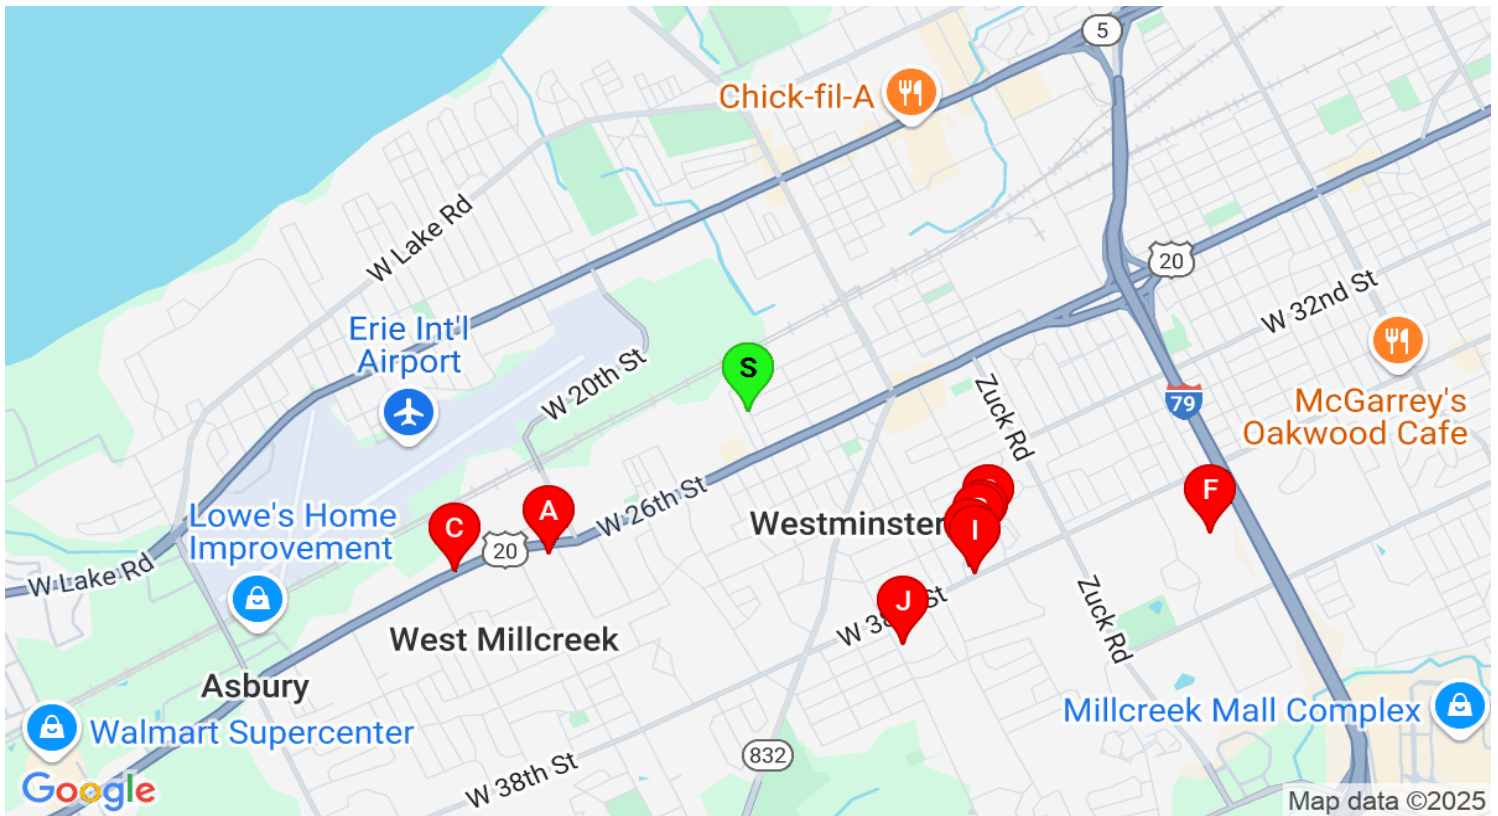 5
Chick-fil-A
W Lake Rd
20
W 32nd St
Erie Int'l
Airport
W 20th St
S
Zuck Rd
79
McGarrey's
Oakwood Cafe
W 26th St
F
A
C
Lowe's Home
Improvement
Westminster
I
20
W Lake Rd
J
W 38th St
Zuck Rd
West Millcreek
Asbury
Millcreek Mall Complex
Walmart Supercenter
832
W 38th St
Google
Map data ©2025